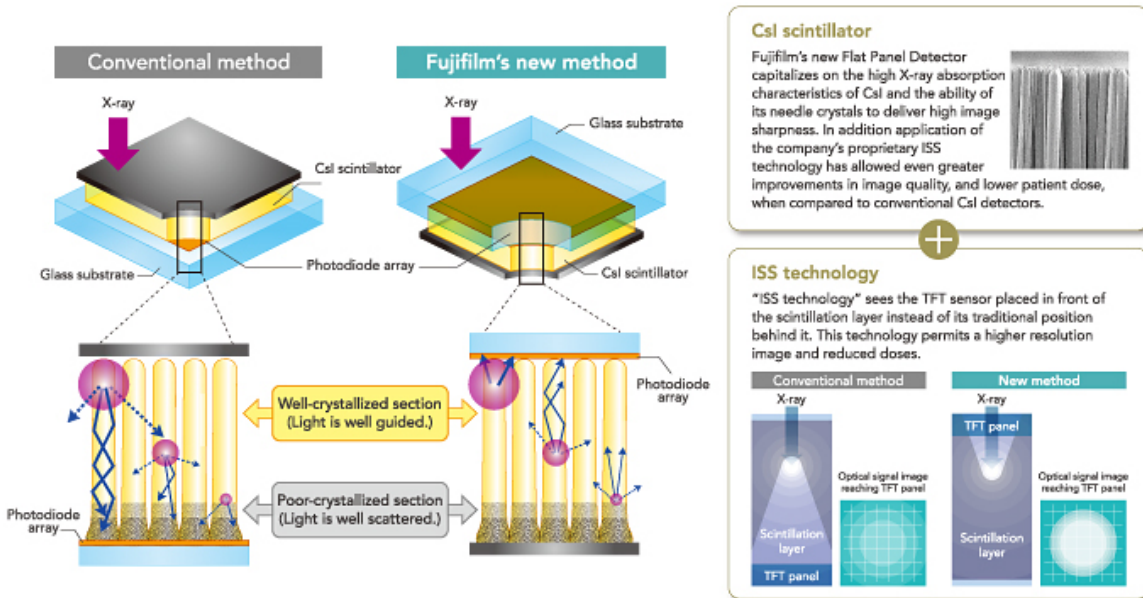 Conventional method
X-ray
CsI scintillator
Glass substrate
Photodiode array
Fujifilm's new method
X-ray
Glass substrate
CsI scintillator
Photodiode
array
Well-crystallized section
(Light is well guided.)
Poor-crystallized section
(Light is well scattered.)
Photodiode
array
CsI scintillator
Fujifilm's new Flat Panel Detector
capitalizes on the high X-ray absorption
characteristics of CsI and the ability of
its needle crystals to deliver high image
sharpness. In addition application of
the company's proprietary ISS
technology has allowed even greater
improvements in image quality, and lower patient dose,
when compared to conventional CsI detectors.
+
ISS technology
"ISS technology" sees the TFT sensor placed in front of
the scintillation layer instead of its traditional position
behind it. This technology permits a higher resolution
image and reduced doses.
Conventional method
X-ray
Scintillation
layer
TFT panel
Optical signal image
reaching TFT panel
New method
X-ray
TFT panel
Scintillation
layer
Optical signal image
reaching TFT panel